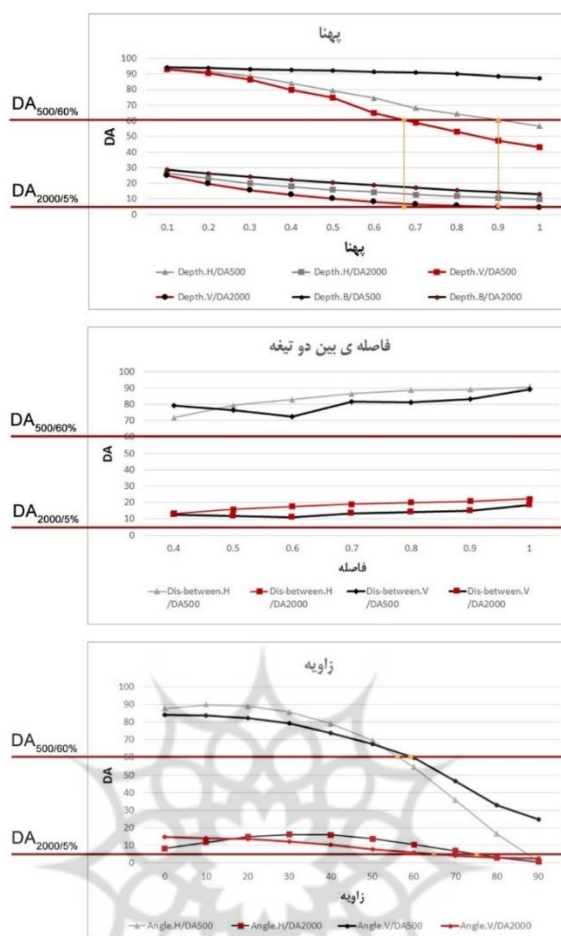 پهنا
100
90
80
70
60
50
40
30
20
10
0
DA
DA500/60%
DA2000/5%
0.1 0.2 0.3 0.4 0.5 0.6 0.7 0.8 0.9 1
پهنا
Depth.H/DA500 Depth.H/DA2000 Depth.V/DA500
Depth.V/DA2000 Depth.B/DA500 Depth.B/DA2000
فاصله ی بین دو تیغه
100
90
80
70
60
50
40
30
20
10
0
DA
DA500/60%
DA2000/5%
0.4 0.5 0.6 0.7 0.8 0.9 1
فاصله
Dis-between.H Dis-between.H Dis-between.V Dis-between.V
/DA500 /DA2000 /DA500 /DA2000
زاویه
100
90
80
70
60
50
40
30
20
10
0
DA
DA500/60%
DA2000/5%
0 10 20 30 40 50 60 70 80 90
زاویه
Angle.H/DA500 Angle.H/DA2000 Angle.V/DA500 Angle.V/DA2000